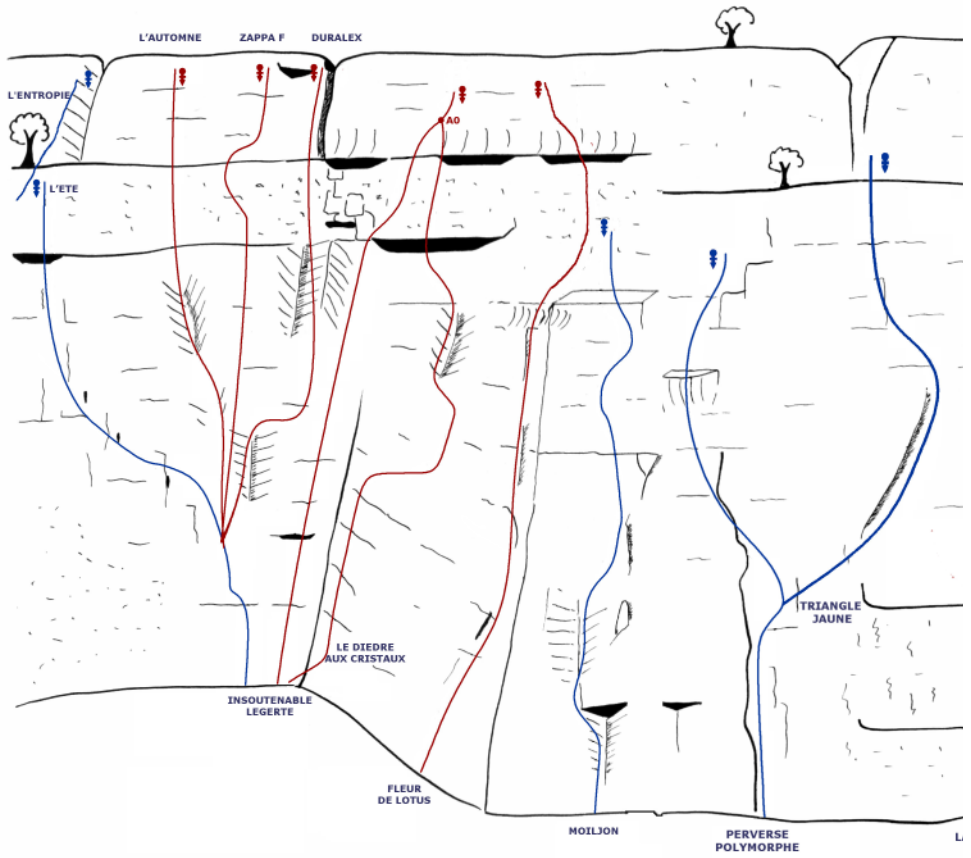 L'AUTOMNE
ZAPPA F
DURALEX
L'ENTROPIE
A0
L'ETE
TRIANGLE
JAUNE
LE DIEDRE
AUX CRISTAUX
INSOUTENABLE
LEGERTE
FLEUR
DE LOTUS
MOILJON
PERVERSE
POLYMORPHE
LA